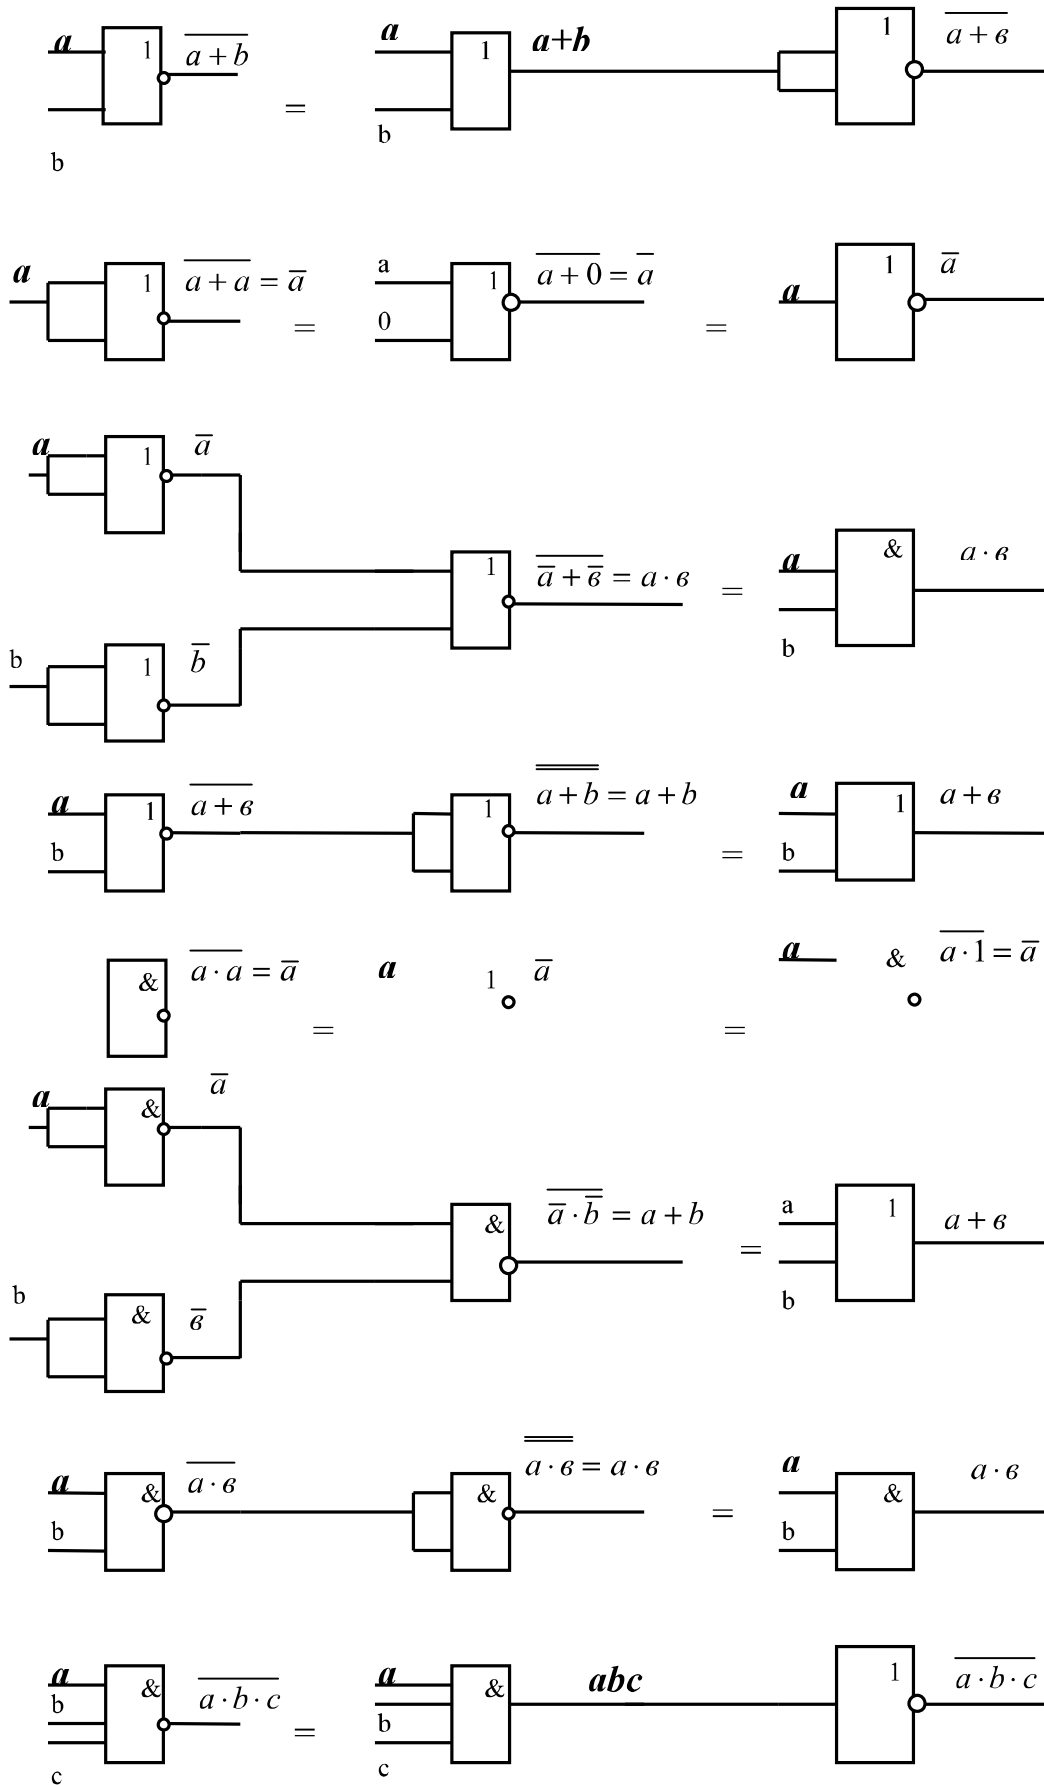 a 1 \overline{a + b} = a b 1 a+b 1 \overline{a + в}
b
a 1 \overline{a + a} = \overline{a} = a 0 1 \overline{a + 0} = \overline{a} = a 1 \overline{a}
a 1 \overline{a}
1 \overline{\overline{a} + \overline{в}} = a · в = a b & a · в
b 1 \overline{b}
a b 1 \overline{a + в} 1 \overline{\overline{a + b}} = a + b = a b 1 a + в
& \overline{a · a} = \overline{a} = a 1 \overline{a} = a & \overline{a · 1} = \overline{a}
a & \overline{a}
& \overline{\overline{a} · \overline{b}} = a + b = a b 1 a + в
b & \overline{в}
a b & \overline{a · в} & \overline{\overline{a · в}} = a · в = a b & a · в
a b c & \overline{a · b · c} = a b c & abc 1 \overline{a · b · c}